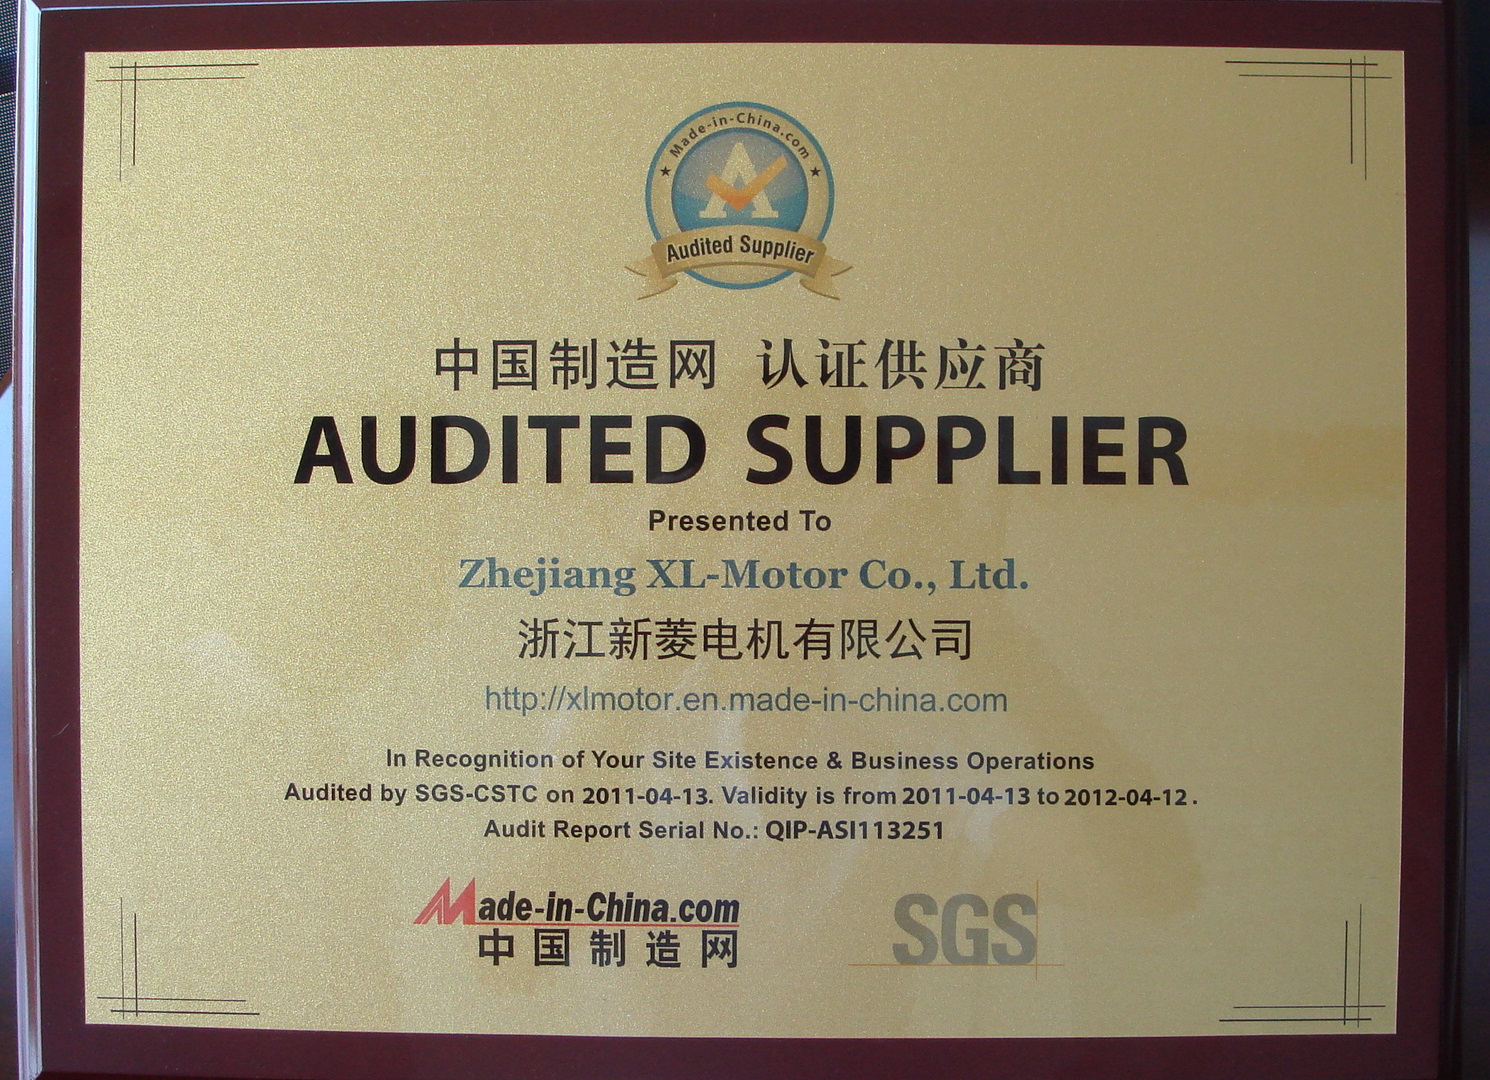 Made-in-China.com
Audited Supplier
中国制造网 认证供应商
AUDITED SUPPLIER
Presented To
Zhejiang XL-Motor Co., Ltd.
浙江新菱电机有限公司
http://xlmotor.en.made-in-china.com
In Recognition of Your Site Existence & Business Operations
Audited by SGS-CSTC on 2011-04-13. Validity is from 2011-04-13 to 2012-04-12.
Audit Report Serial No.: QIP-ASI113251
Made-in-China.com
中国制造网
SGS